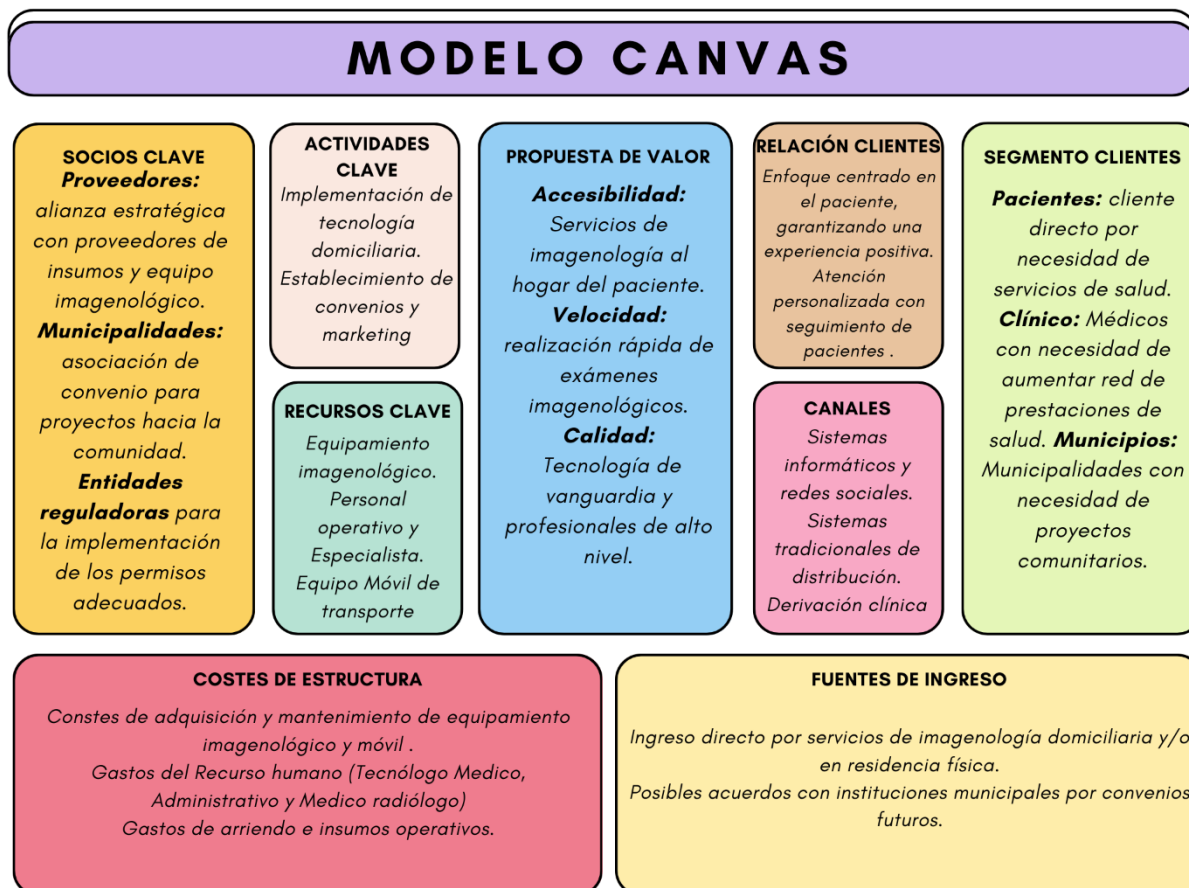 MODELO CANVAS
SOCIOS CLAVE
Proveedores:
alianza estratégica
con proveedores de
insumos y equipo
imagenológico.
Municipalidades:
asociación de
convenio para
proyectos hacia la
comunidad.
Entidades
reguladoras para
la implementación
de los permisos
adecuados.
ACTIVIDADES
CLAVE
Implementación de
tecnología
domiciliaria.
Establecimiento de
convenios y
marketing
RECURSOS CLAVE
Equipamiento
imagenológico.
Personal
operativo y
Especialista.
Equipo Móvil de
transporte
PROPUESTA DE VALOR
Accesibilidad:
Servicios de
imagenología al
hogar del paciente.
Velocidad:
realización rápida de
exámenes
imagenológicos.
Calidad:
Tecnología de
vanguardia y
profesionales de alto
nivel.
RELACIÓN CLIENTES
Enfoque centrado en
el paciente,
garantizando una
experiencia positiva.
Atención
personalizada con
seguimiento de
pacientes .
CANALES
Sistemas
informáticos y
redes sociales.
Sistemas
tradicionales de
distribución.
Derivación clínica
SEGMENTO CLIENTES
Pacientes: cliente
directo por
necesidad de
servicios de salud.
Clínico: Médicos
con necesidad de
aumentar red de
prestaciones de
salud. Municipios:
Municipalidades con
necesidad de
proyectos
comunitarios.
COSTES DE ESTRUCTURA
Constes de adquisición y mantenimiento de equipamiento
imagenológico y móvil .
Gastos del Recurso humano (Tecnólogo Medico,
Administrativo y Medico radiólogo)
Gastos de arriendo e insumos operativos.
FUENTES DE INGRESO
Ingreso directo por servicios de imagenología domiciliaria y/o
en residencia física.
Posibles acuerdos con instituciones municipales por convenios
futuros.